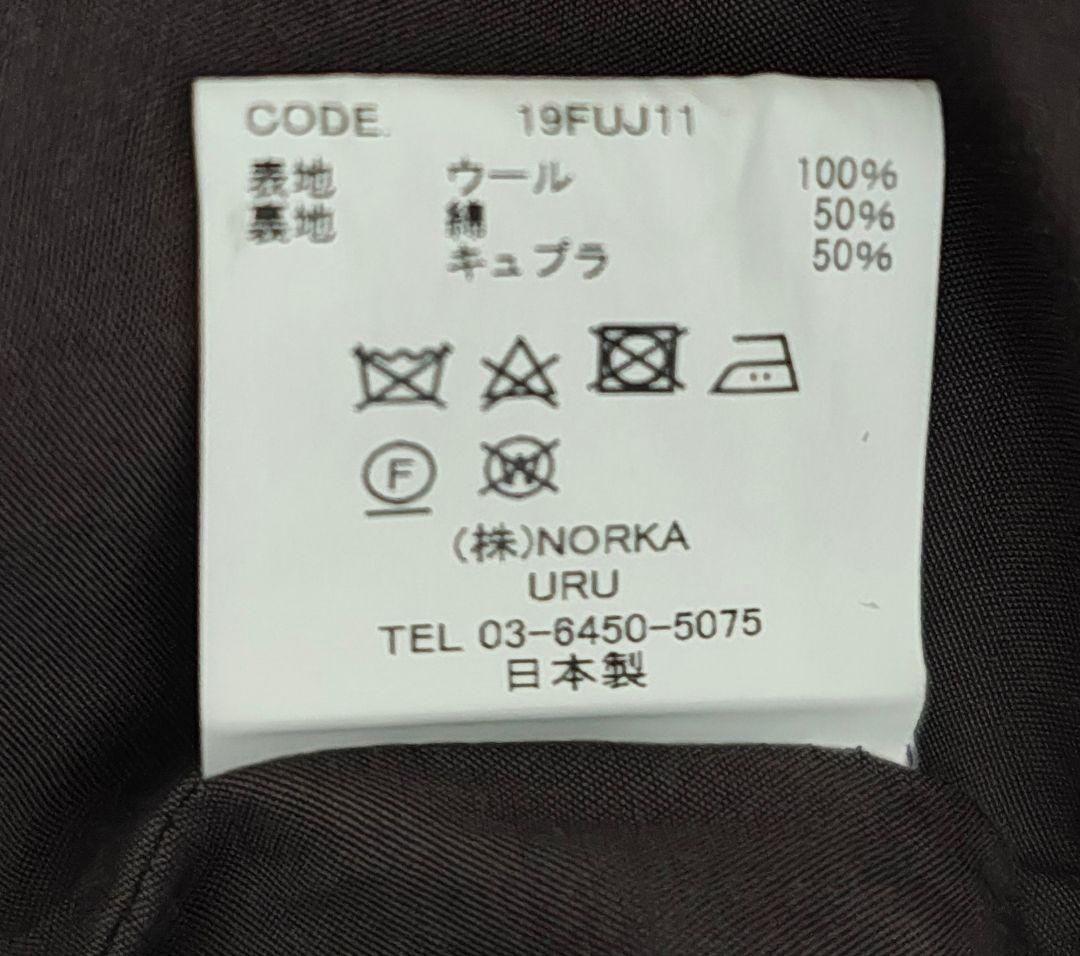 CODE. 19FUJ11
表地 ウール 100%
裏地 綿 50%
キュプラ 50%
F W
(株)NORKA
URU
TEL 03-6450-5075
日本製